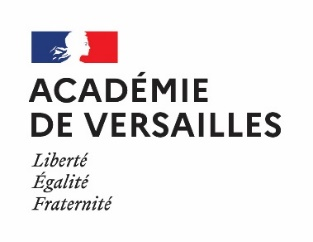 ACADÉMIE
DE VERSAILLES
Liberté
Égalité
Fraternité